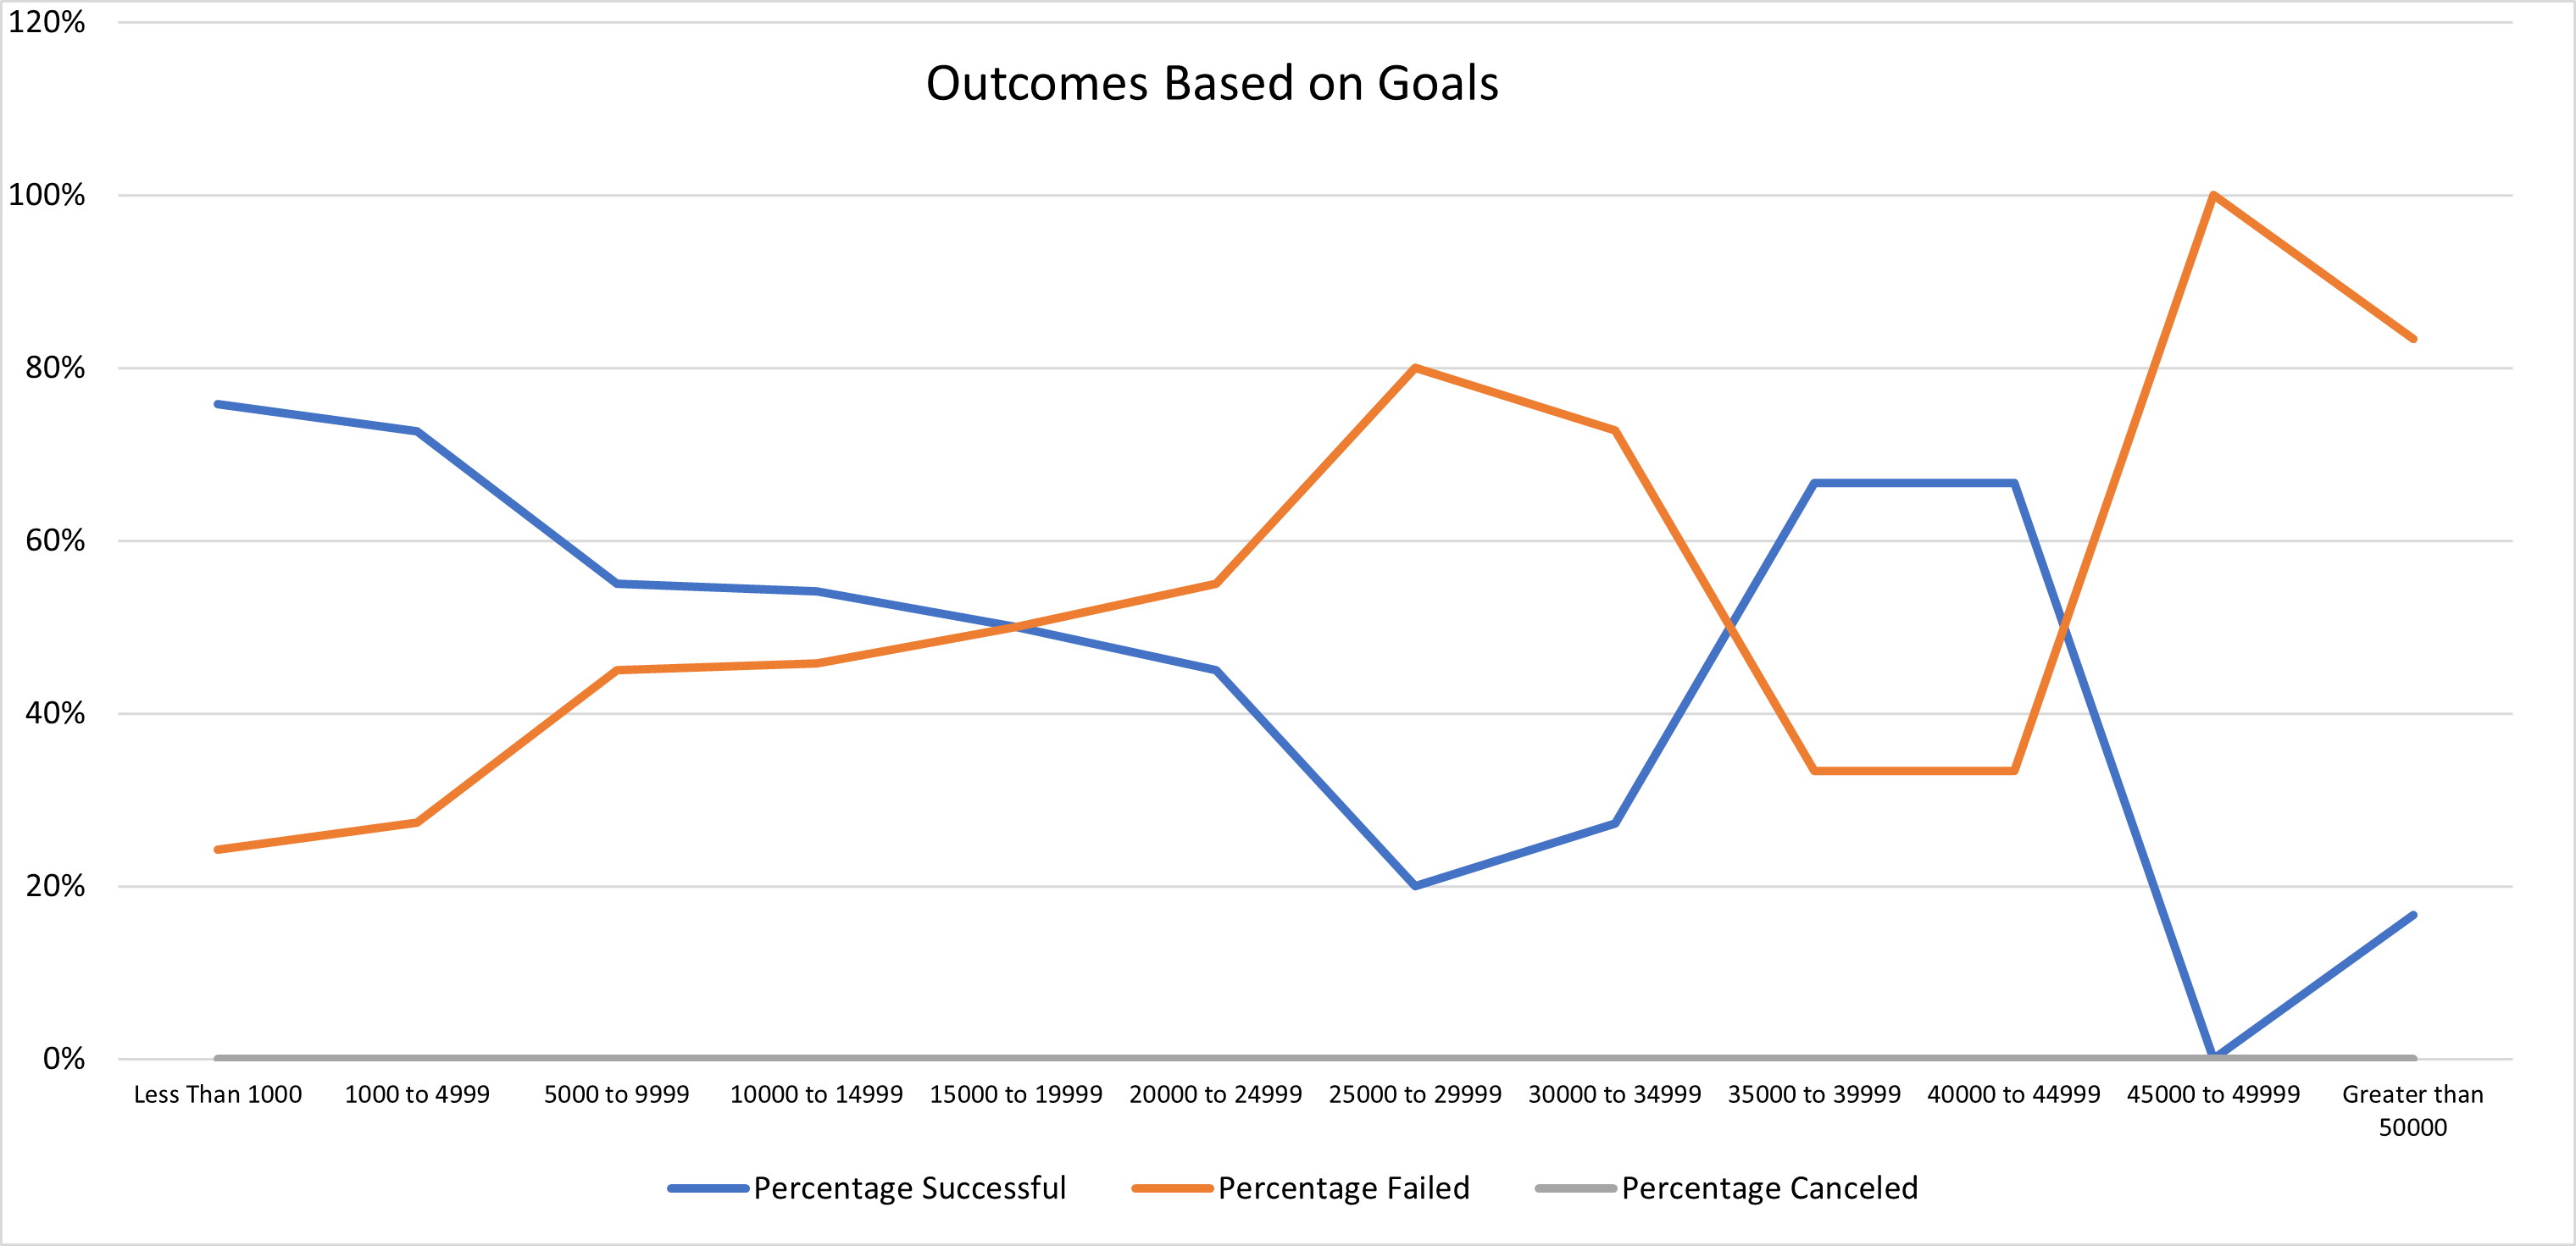 Outcomes Based on Goals
120%
100%
80%
60%
40%
20%
0%
Less Than 1000
1000 to 4999
5000 to 9999
10000 to 14999
15000 to 19999
20000 to 24999
25000 to 29999
30000 to 34999
35000 to 39999
40000 to 44999
45000 to 49999
Greater than
50000
Percentage Successful
Percentage Failed
Percentage Canceled